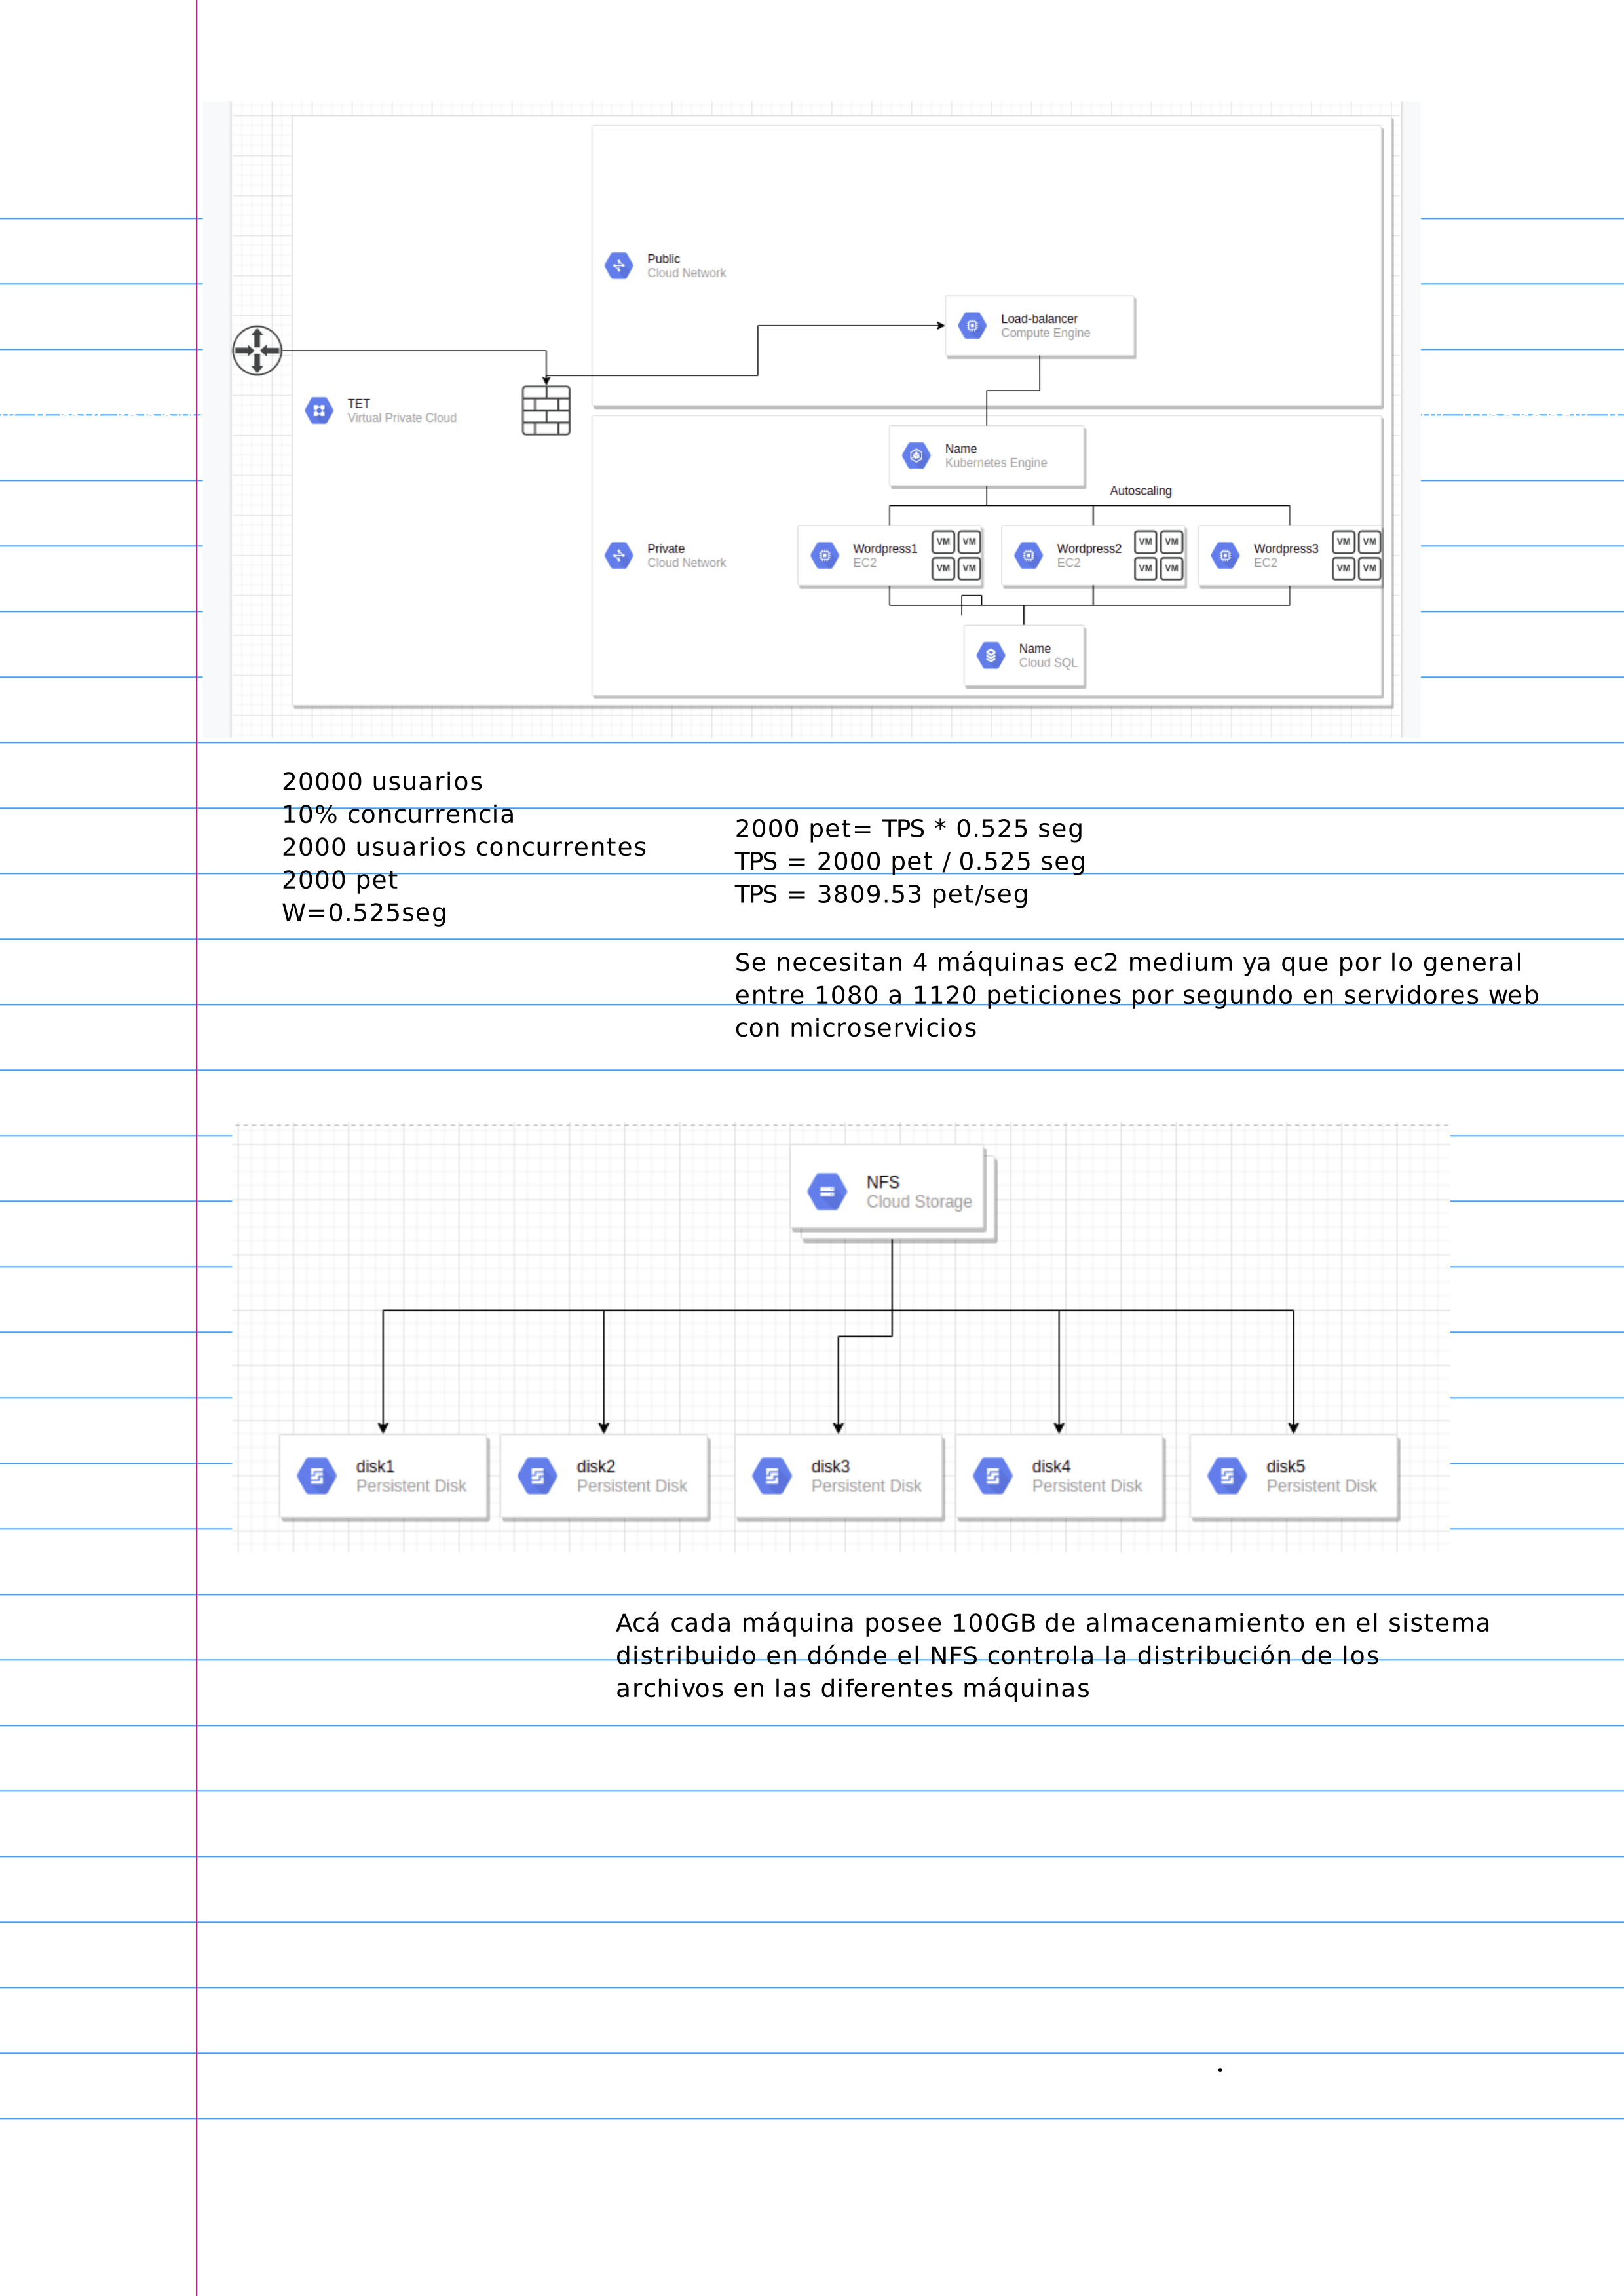 Public
Cloud Network
Load-balancer
Compute Engine
TET
Virtual Private Cloud
Name
Kubernetes Engine
Autoscaling
Private
Cloud Network
Wordpress1
EC2
VM VM
VM VM
Wordpress2
EC2
VM VM
VM VM
Wordpress3
EC2
VM VM
VM VM
Name
Cloud SQL
20000 usuarios
10% concurrencia
2000 usuarios concurrentes
2000 pet
W=0.525seg
2000 pet= TPS * 0.525 seg
TPS = 2000 pet / 0.525 seg
TPS = 3809.53 pet/seg
Se necesitan 4 máquinas ec2 medium ya que por lo general
entre 1080 a 1120 peticiones por segundo en servidores web
con microservicios
NFS
Cloud Storage
disk1
Persistent Disk
disk2
Persistent Disk
disk3
Persistent Disk
disk4
Persistent Disk
disk5
Persistent Disk
Acá cada máquina posee 100GB de almacenamiento en el sistema
distribuido en dónde el NFS controla la distribución de los
archivos en las diferentes máquinas